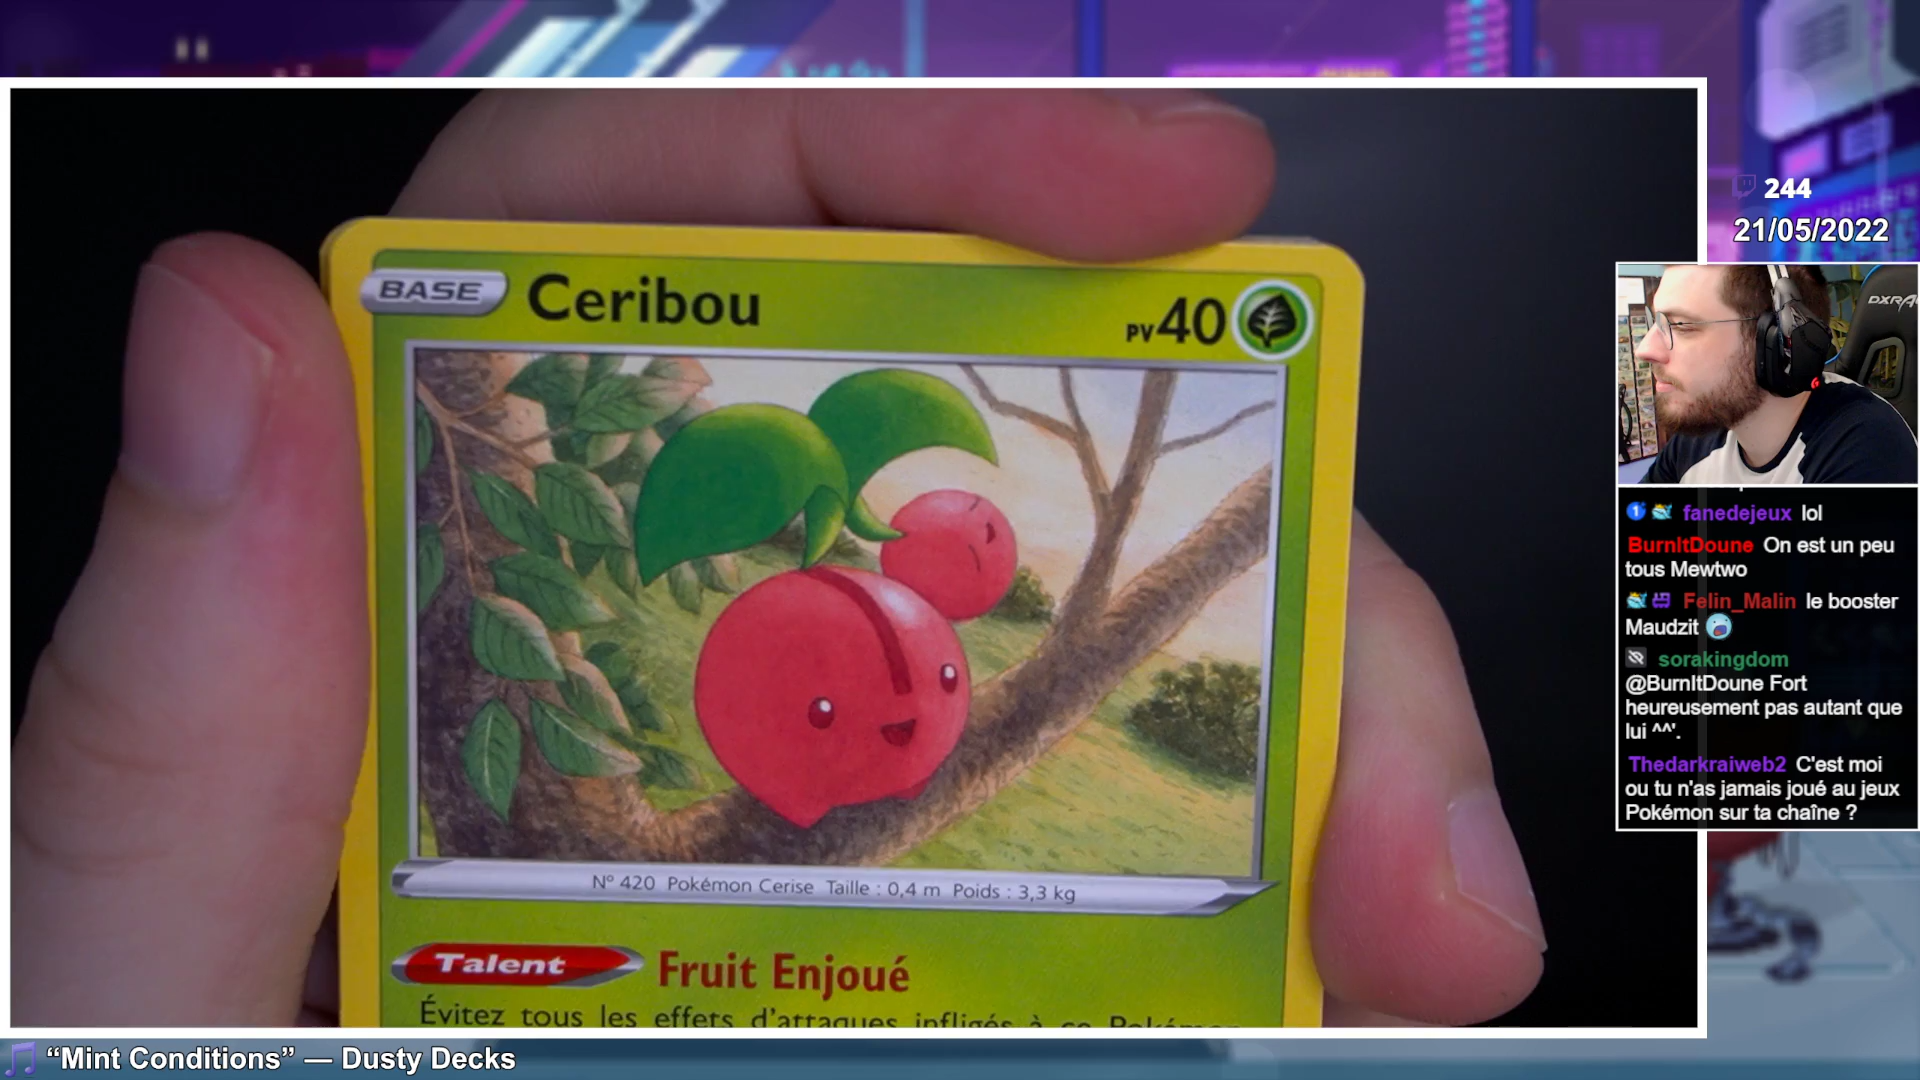 244
21/05/2022
BASE
Ceribou
PV40
N° 420 Pokémon Cerise Taille : 0,4 m Poids : 3,3 kg
Talent
Fruit Enjoué
Évitez tous les effets d'attaques infligés à ce Pokémon
fanedejeux lol
BurnItDoune On est un peu
tous Mewtwo
Felin_Malin le booster
Maudzit
sorakingdom
@BurnItDoune Fort
heureusement pas autant que
lui ^^'.
Thedarkraiweb2 C'est moi
ou tu n'as jamais joué au jeux
Pokémon sur ta chaîne ?
“Mint Conditions” — Dusty Decks